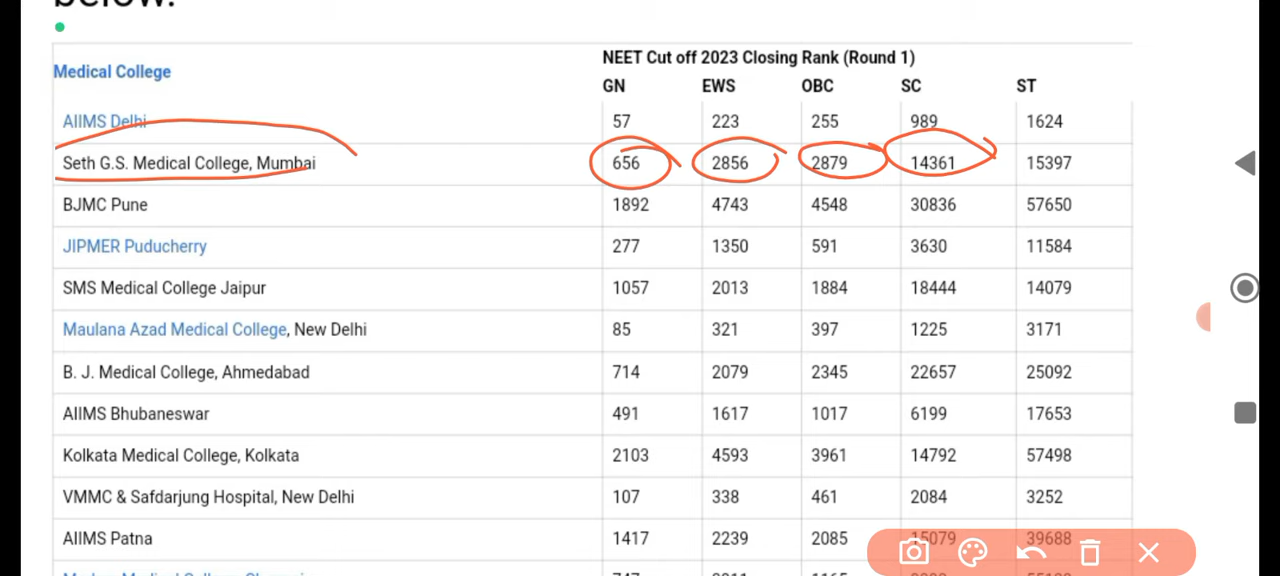 below.
Medical College NEET Cut off 2023 Closing Rank (Round 1)
GN EWS OBC SC ST
AIIMS Delhi 57 223 255 989 1624
Seth G.S. Medical College, Mumbai 656 2856 2879 14361 15397
BJMC Pune 1892 4743 4548 30836 57650
JIPMER Puducherry 277 1350 591 3630 11584
SMS Medical College Jaipur 1057 2013 1884 18444 14079
Maulana Azad Medical College, New Delhi 85 321 397 1225 3171
B. J. Medical College, Ahmedabad 714 2079 2345 22657 25092
AIIMS Bhubaneswar 491 1617 1017 6199 17653
Kolkata Medical College, Kolkata 2103 4593 3961 14792 57498
VMMC & Safdarjung Hospital, New Delhi 107 338 461 2084 3252
AIIMS Patna 1417 2239 2085 15079 39688